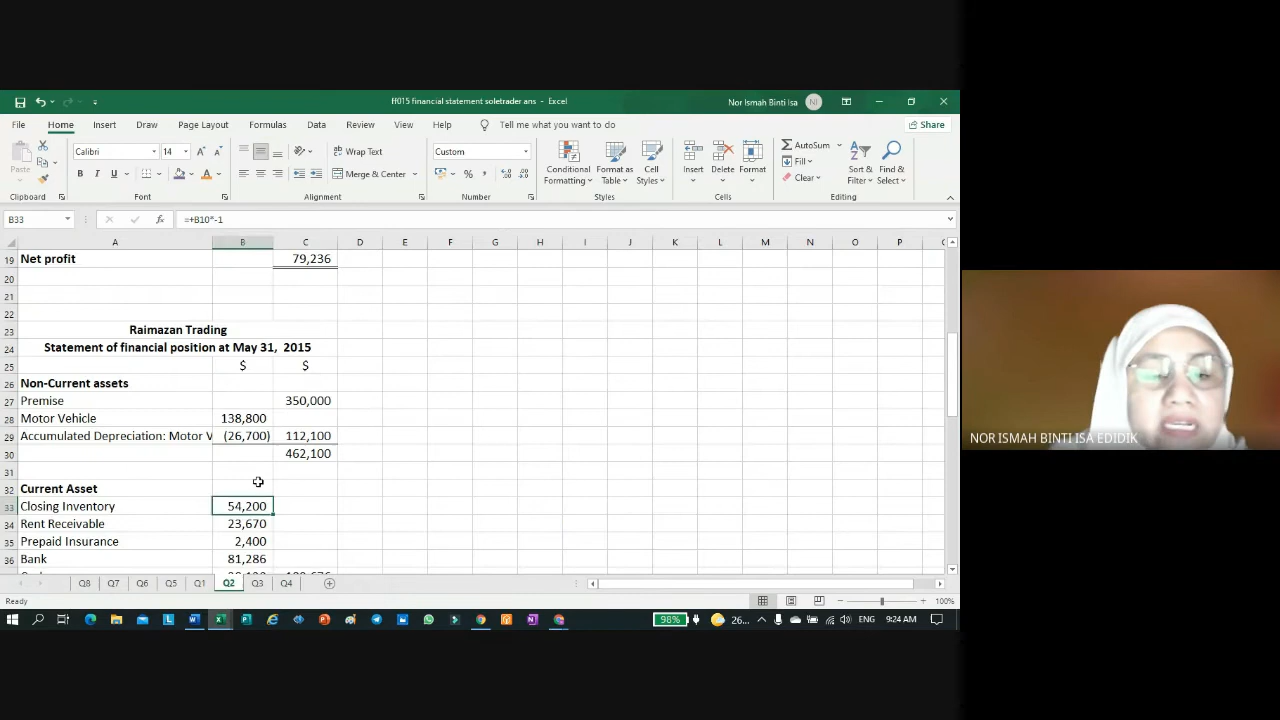 ff015 financial statement soletrader ans - Excel
Nor Ismah Binti Isa
NI
File Home Insert Draw Page Layout Formulas Data Review View Help Tell me what you want to do Share
Paste
Calibri 14 A A
B I U A
Wrap Text
Merge & Center
Custom
% ,
Conditional Formatting
Format as Table
Cell Styles
Insert
Delete
Format
AutoSum
Fill
Clear
Sort & Filter
Find & Select
Clipboard Font Alignment Number Styles Cells Editing
B33 fx =+B10*-1
A B C D E F G H I J K L M N O P
19 Net profit 79,236
20
21
22
23 Raimazan Trading
24 Statement of financial position at May 31, 2015
25 $ $
26 Non-Current assets
27 Premise 350,000
28 Motor Vehicle 138,800
29 Accumulated Depreciation: Motor V (26,700) 112,100
30 462,100
31
32 Current Asset
33 Closing Inventory 54,200
34 Rent Receivable 23,670
35 Prepaid Insurance 2,400
36 Bank 81,286
Q8 Q7 Q6 Q5 Q1 Q2 Q3 Q4
Ready 100%
98% 26... ENG 9:24 AM
NOR ISMAH BINTI ISA EDIDIK